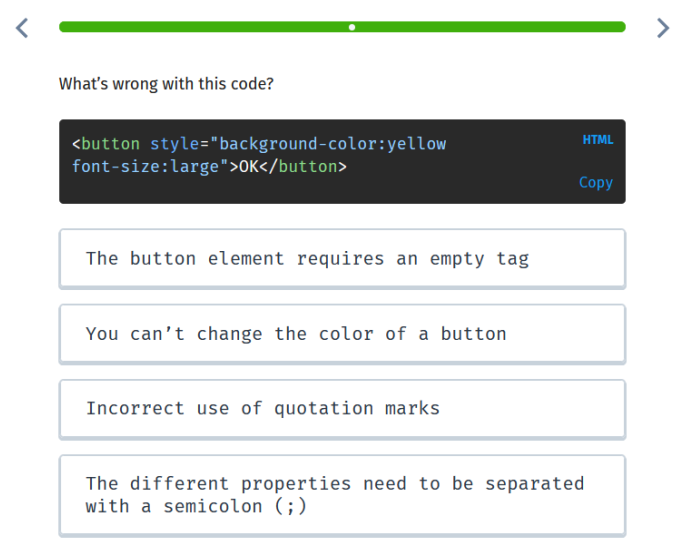 What’s wrong with this code?
<button style="background-color:yellow
font-size:large">OK</button>
HTML
Copy
The button element requires an empty tag
You can’t change the color of a button
Incorrect use of quotation marks
The different properties need to be separated
with a semicolon (;)